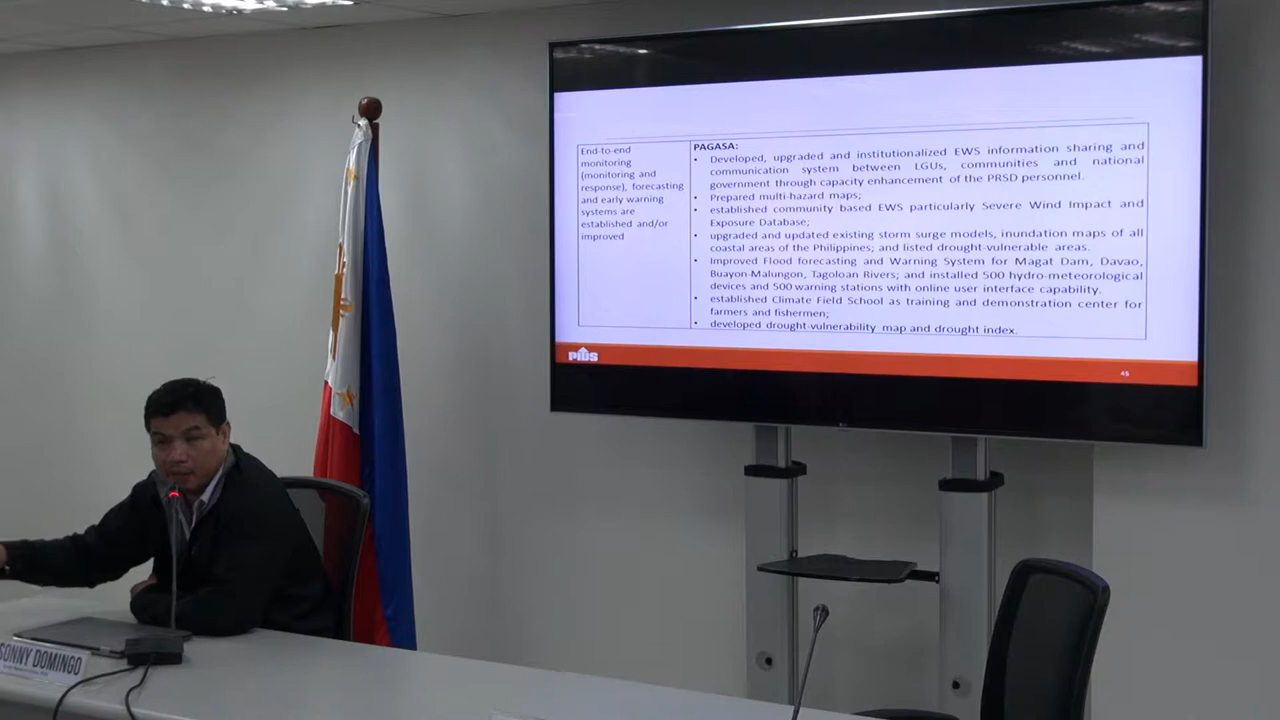 End-to-end
monitoring
(monitoring and
response), forecasting
and early warning
systems are
established and/or
improved
PAGASA:
• Developed, upgraded and institutionalized EWS information sharing and
communication system between LGUs, communities and national
government through capacity enhancement of the PRSD personnel.
• Prepared multi-hazard maps;
• established community based EWS particularly Severe Wind Impact and
Exposure Database;
• upgraded and updated existing storm surge models, inundation maps of all
coastal areas of the Philippines; and listed drought-vulnerable areas.
• Improved Flood forecasting and Warning System for Magat Dam, Davao,
Buayon-Malungon, Tagoloan Rivers; and installed 500 hydro-meteorological
devices and 500 warning stations with online user interface capability.
• established Climate Field School as training and demonstration center for
farmers and fishermen;
• developed drought-vulnerability map and drought index.
PIDS
45
SONNY DOMINGO